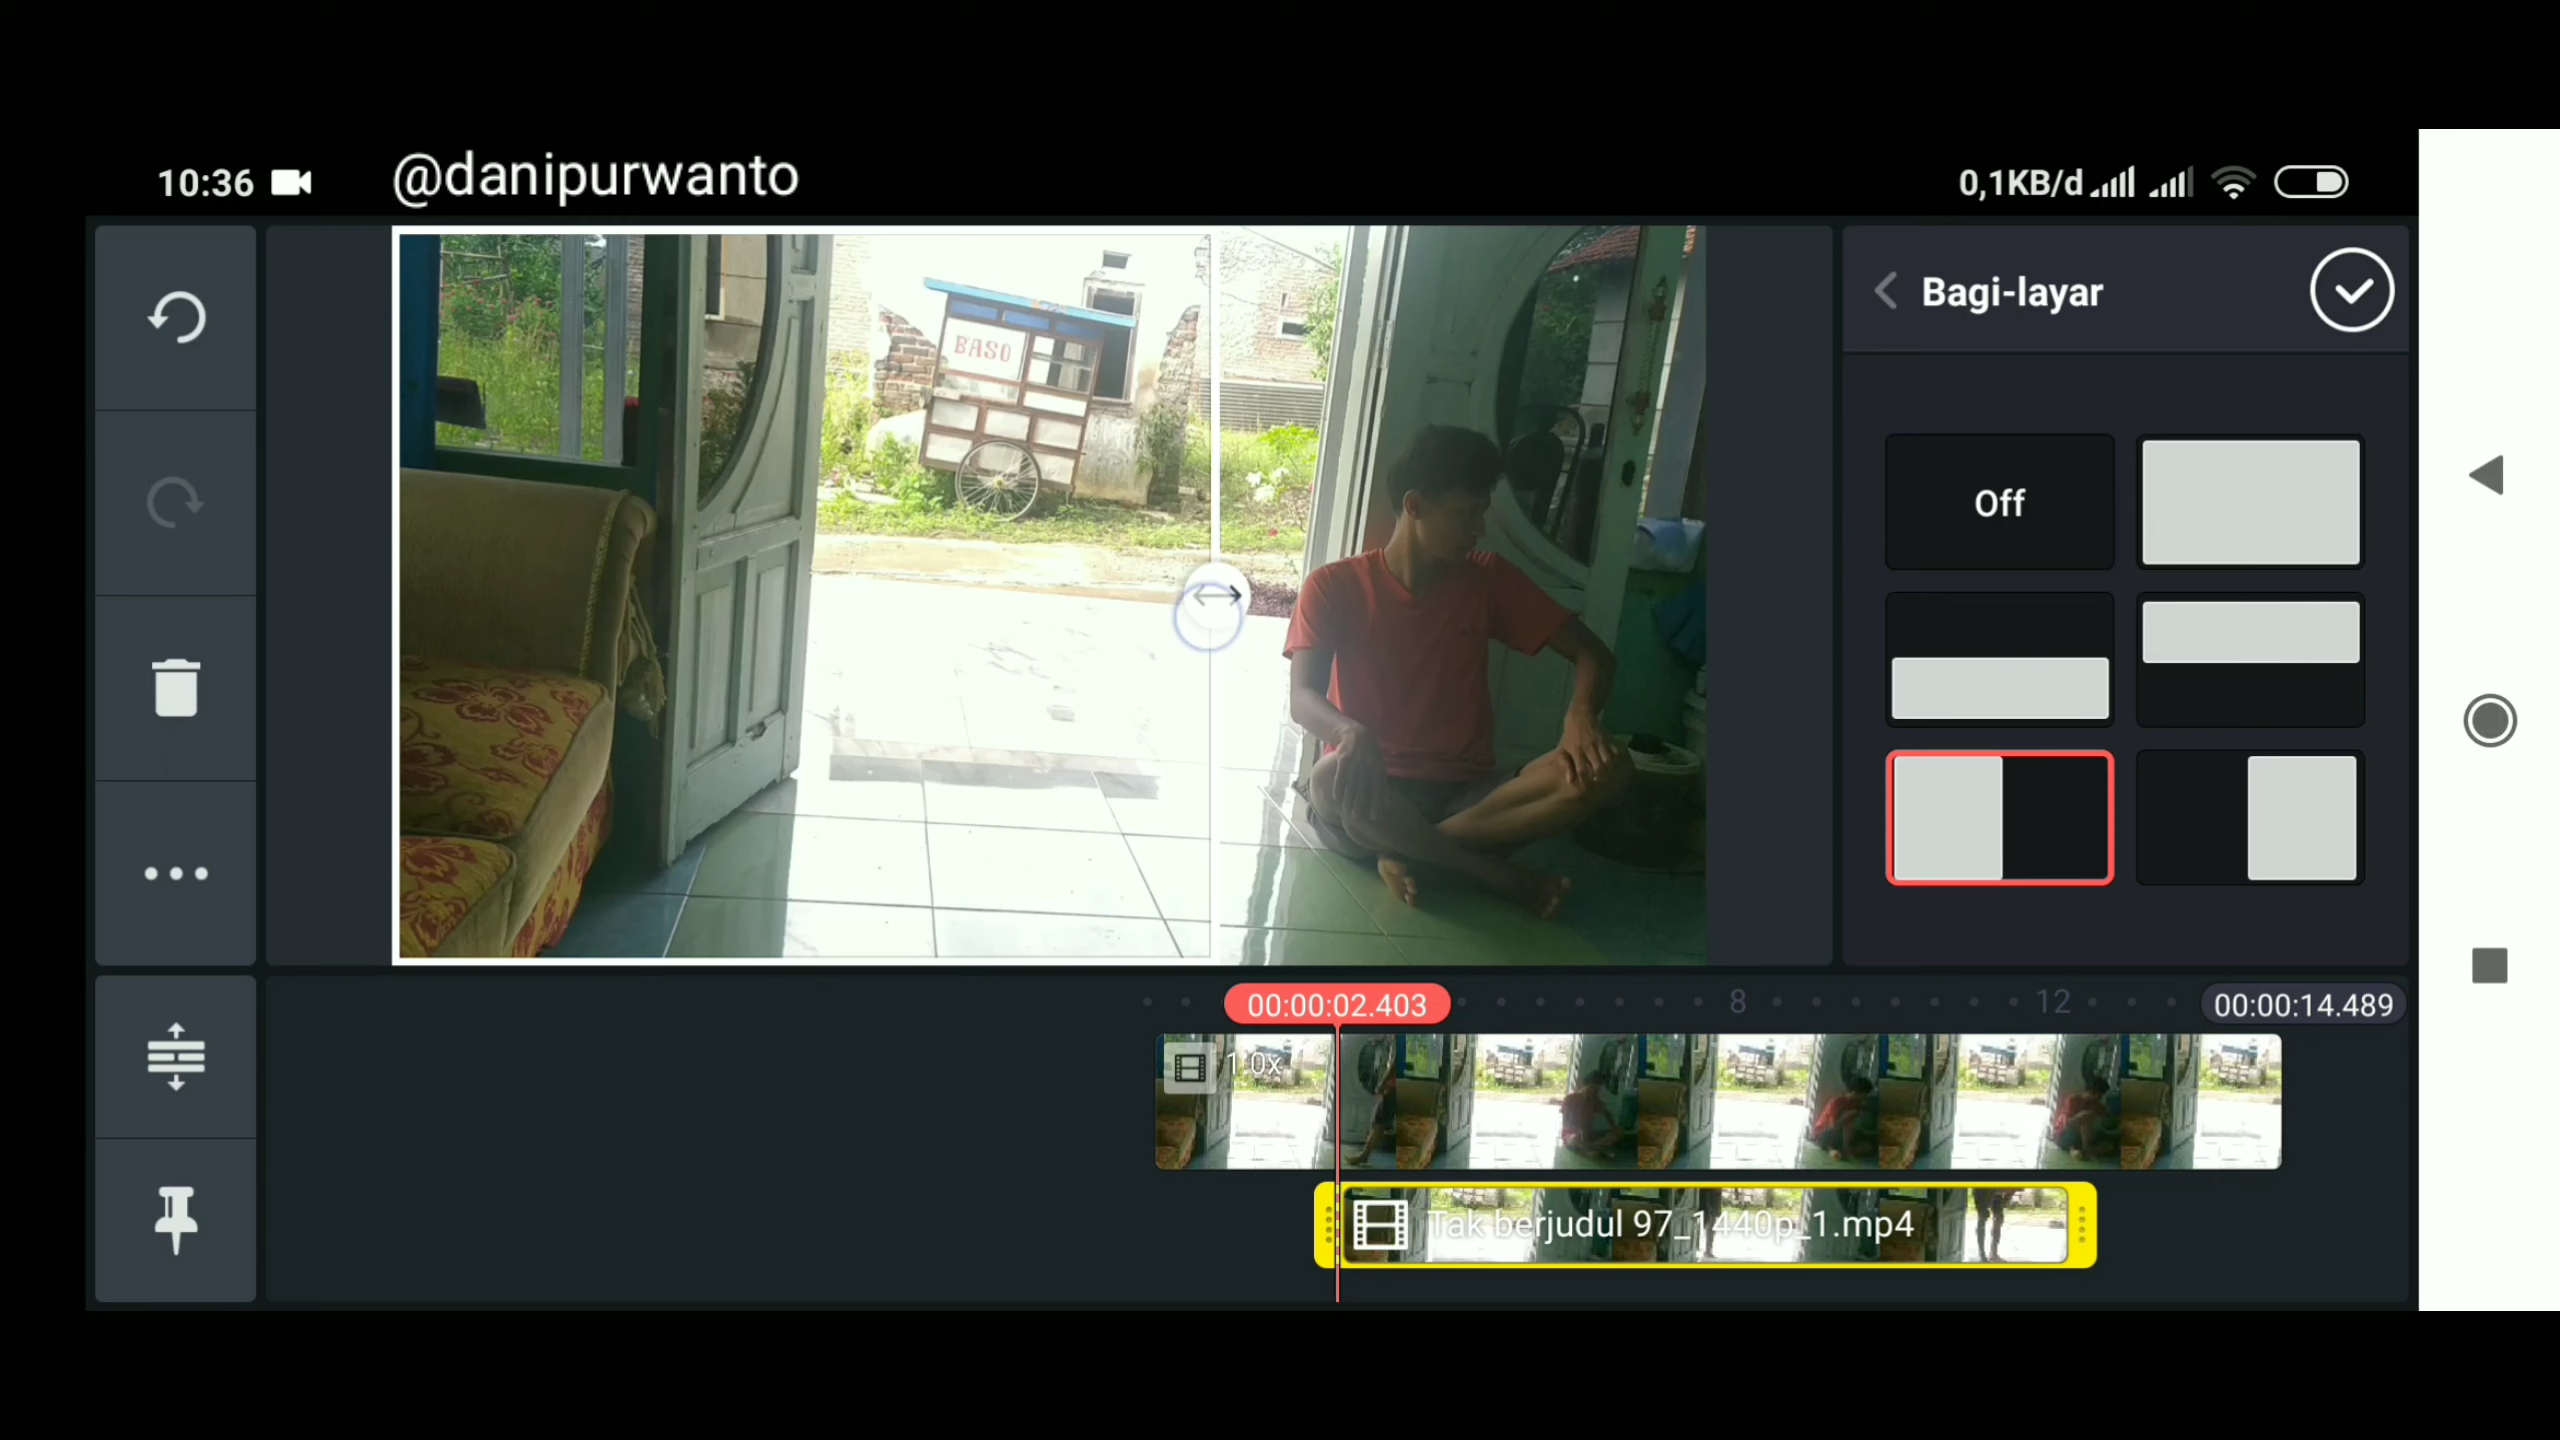 10:36
@danipurwanto
0,1KB/d
Bagi-layar
BASO
Off
00:00:02.403
8
12
00:00:14.489
1.0x
Tak berjudul 97_1440p_1.mp4